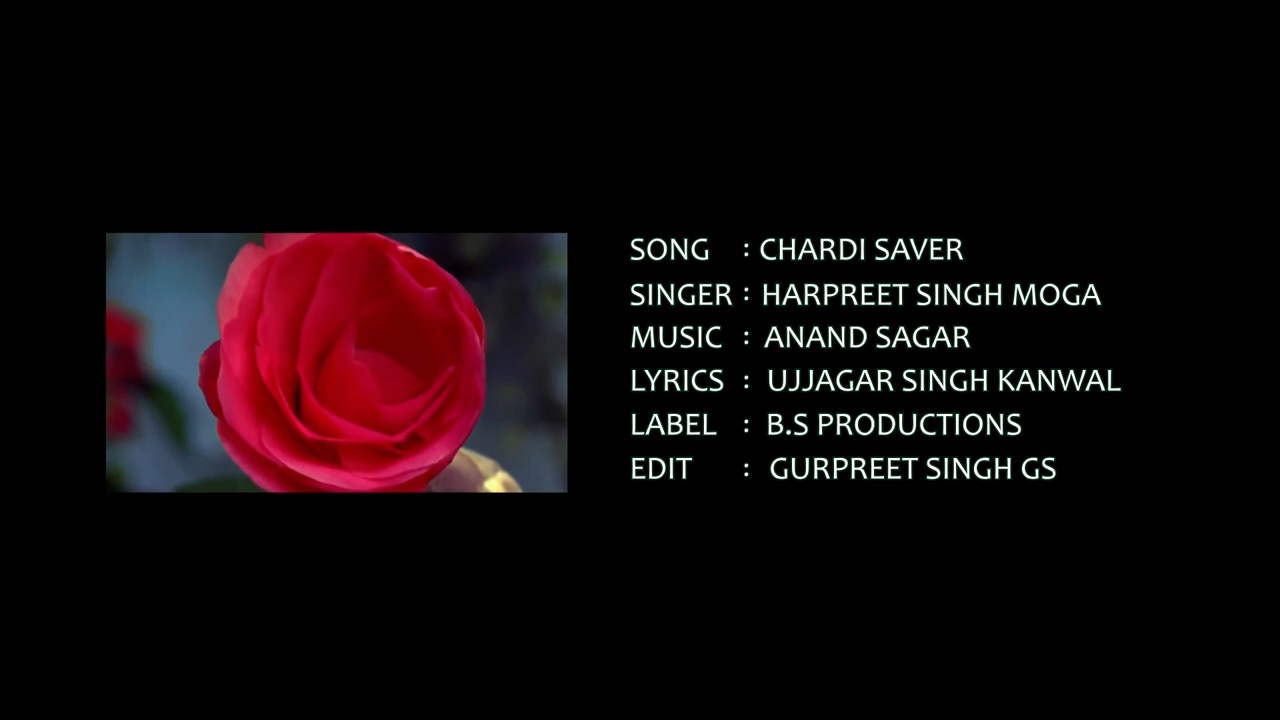 SONG : CHARDI SAVER
SINGER : HARPREET SINGH MOGA
MUSIC : ANAND SAGAR
LYRICS : UJJAGAR SINGH KANWAL
LABEL : B.S PRODUCTIONS
EDIT : GURPREET SINGH GS